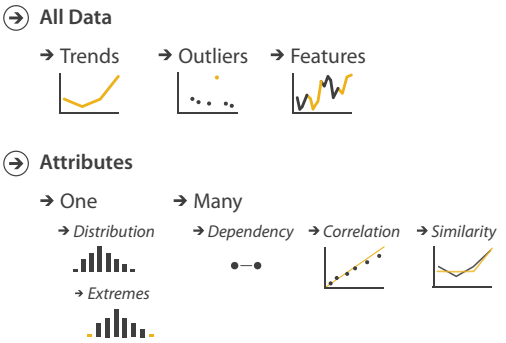 All Data
Trends
Outliers
Features
Attributes
One
Many
Distribution
Dependency
Correlation
Similarity
Extremes